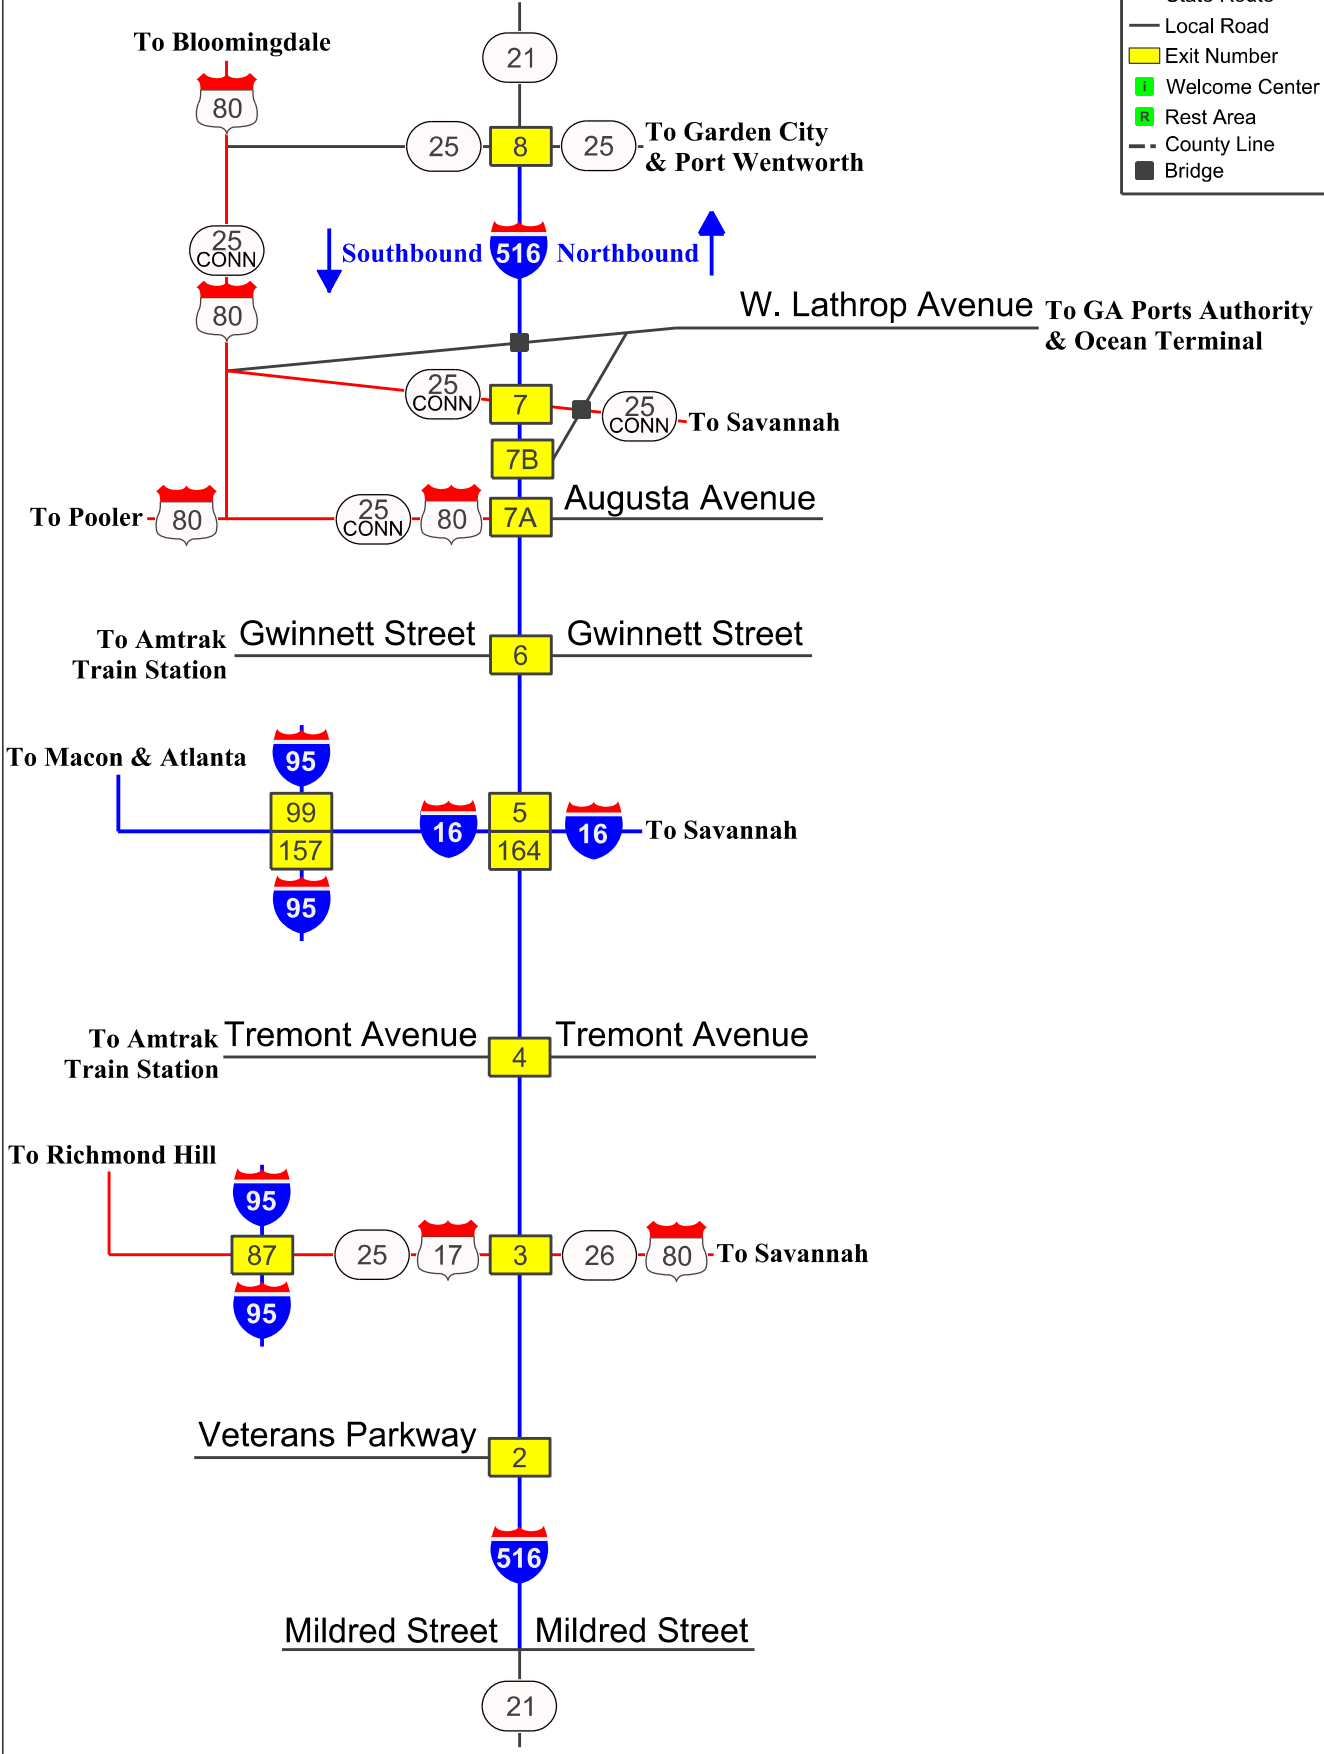 State Route
Local Road
Exit Number
i Welcome Center
R Rest Area
County Line
Bridge
21
To Bloomingdale
80
25
8
25
To Garden City
& Port Wentworth
25
CONN
Southbound
516
Northbound
80
W. Lathrop Avenue
To GA Ports Authority
& Ocean Terminal
25
CONN
7
25
CONN
To Savannah
7B
To Pooler
80
25
CONN
80
7A
Augusta Avenue
To Amtrak
Train Station
Gwinnett Street
6
Gwinnett Street
To Macon & Atlanta
95
99
157
95
16
5
164
16
To Savannah
To Amtrak
Train Station
Tremont Avenue
4
Tremont Avenue
To Richmond Hill
95
87
95
25
17
3
26
80
To Savannah
Veterans Parkway
2
516
Mildred Street
Mildred Street
21